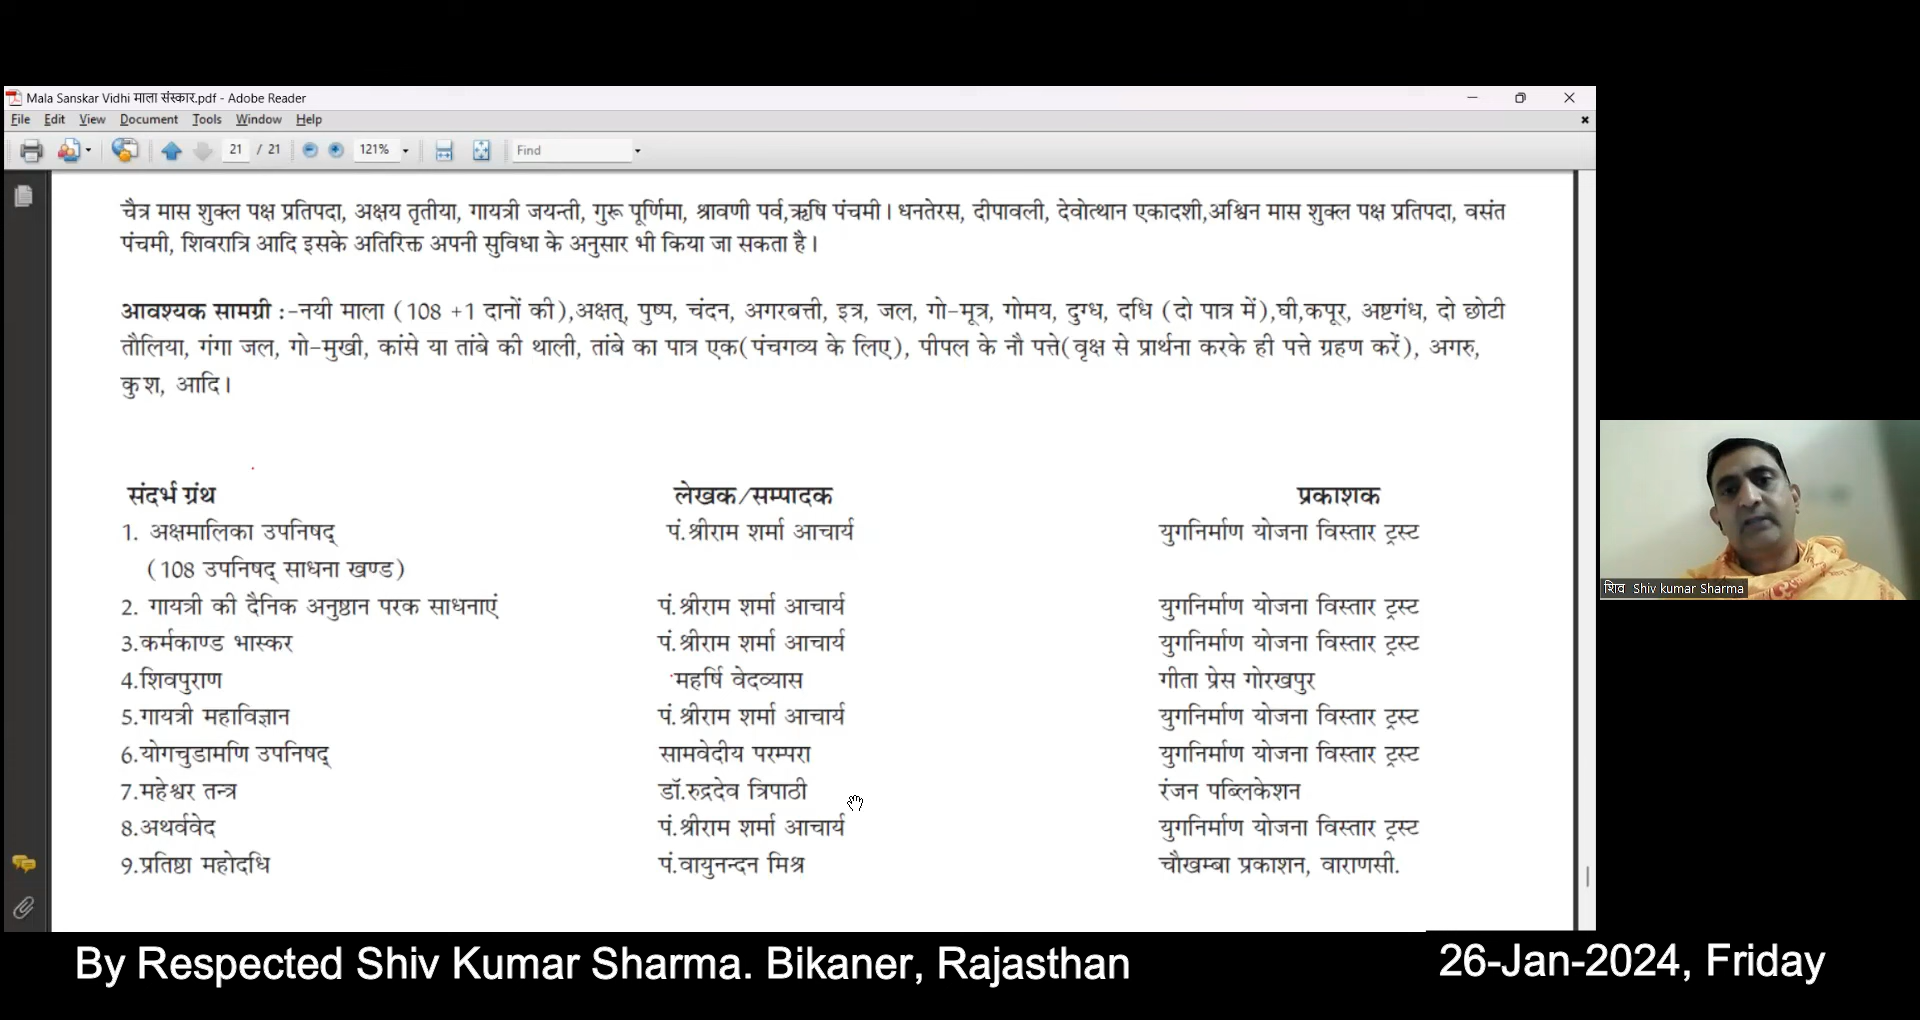 Mala Sanskar Vidhi माला संस्कार.pdf - Adobe Reader
File Edit View Document Tools Window Help
21 / 21 121% Find
चैत्र मास शुक्ल पक्ष प्रतिपदा, अक्षय तृतीया, गायत्री जयन्ती, गुरू पूर्णिमा, श्रावणी पर्व,ऋषि पंचमी। धनतेरस, दीपावली, देवोत्थान एकादशी,अश्विन मास शुक्ल पक्ष प्रतिपदा, वसंत
पंचमी, शिवरात्रि आदि इसके अतिरिक्त अपनी सुविधा के अनुसार भी किया जा सकता है।
आवश्यक सामग्री :-नयी माला (108 +1 दानों की),अक्षत्, पुष्प, चंदन, अगरबत्ती, इत्र, जल, गो-मूत्र, गोमय, दुग्ध, दधि (दो पात्र में),घी,कपूर, अष्टगंध, दो छोटी
तौलिया, गंगा जल, गो-मुखी, कांसे या तांबे की थाली, तांबे का पात्र एक(पंचगव्य के लिए), पीपल के नौ पत्ते(वृक्ष से प्रार्थना करके ही पत्ते ग्रहण करें), अगरु,
कुश, आदि।
संदर्भ ग्रंथ लेखक/सम्पादक प्रकाशक
1. अक्षमालिका उपनिषद् पं.श्रीराम शर्मा आचार्य युगनिर्माण योजना विस्तार ट्रस्ट
(108 उपनिषद् साधना खण्ड)
2. गायत्री की दैनिक अनुष्ठान परक साधनाएं पं.श्रीराम शर्मा आचार्य युगनिर्माण योजना विस्तार ट्रस्ट
3.कर्मकाण्ड भास्कर पं.श्रीराम शर्मा आचार्य युगनिर्माण योजना विस्तार ट्रस्ट
4.शिवपुराण महर्षि वेदव्यास गीता प्रेस गोरखपुर
5.गायत्री महाविज्ञान पं.श्रीराम शर्मा आचार्य युगनिर्माण योजना विस्तार ट्रस्ट
6.योगचुडामणि उपनिषद् सामवेदीय परम्परा युगनिर्माण योजना विस्तार ट्रस्ट
7.महेश्वर तन्त्र डॉ.रुद्रदेव त्रिपाठी रंजन पब्लिकेशन
8.अथर्ववेद पं.श्रीराम शर्मा आचार्य युगनिर्माण योजना विस्तार ट्रस्ट
9.प्रतिष्ठा महोदधि पं.वायुनन्दन मिश्र चौखम्बा प्रकाशन, वाराणसी.
शिव Shiv kumar Sharma
By Respected Shiv Kumar Sharma. Bikaner, Rajasthan
26-Jan-2024, Friday